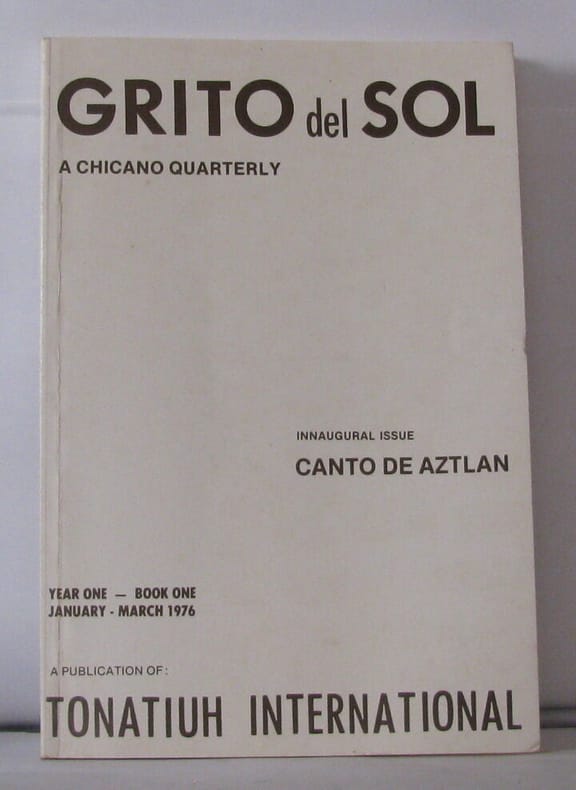 GRITO del SOL
A CHICANO QUARTERLY
INNAUGURAL ISSUE
CANTO DE AZTLAN
YEAR ONE — BOOK ONE
JANUARY - MARCH 1976
A PUBLICATION OF:
TONATIUH INTERNATIONAL